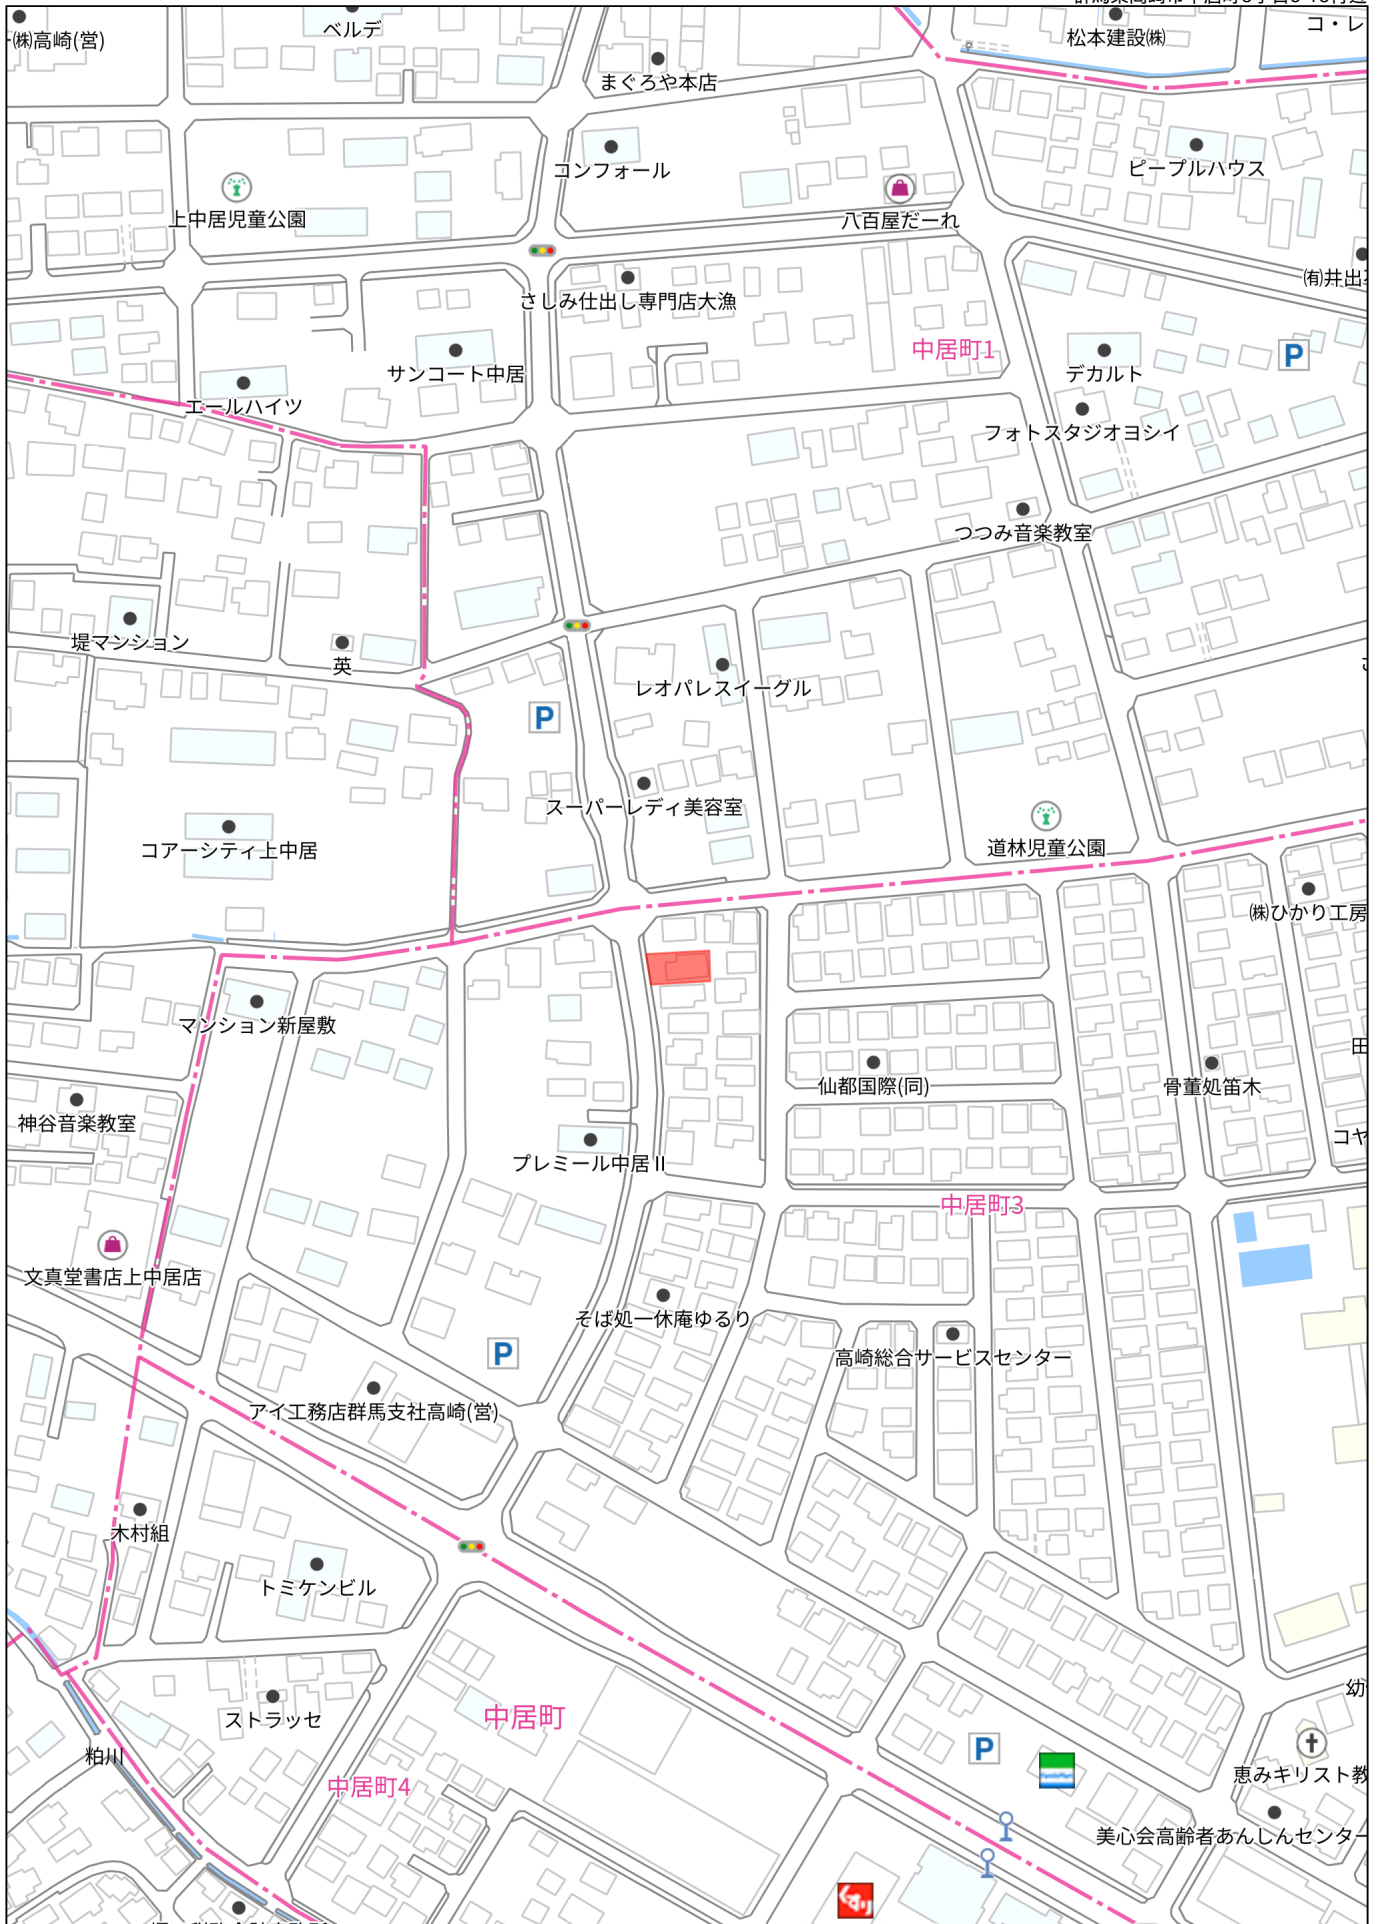 ㈱高崎(営)
ベルデ
まぐろや本店
松本建設㈱
コ・レ
コンフォール
ピープルハウス
上中居児童公園
八百屋だーれ
さしみ仕出し専門店大漁
㈲井出
中居町1
サンコート中居
デカルト
P
エールハイツ
フォトスタジオヨシイ
つつみ音楽教室
堤マンション
英
レオパレスイーグル
P
スーパーレディ美容室
コアーシティ上中居
道林児童公園
㈱ひかり工房
マンション新屋敷
田
仙都国際(同)
骨董処笛木
神谷音楽教室
コヤ
プレミール中居Ⅱ
中居町3
文真堂書店上中居店
そば処一休庵ゆるり
P
高崎総合サービスセンター
アイ工務店群馬支社高崎(営)
木村組
トミケンビル
幼
ストラッセ
中居町
粕川
P
恵みキリスト教
中居町4
美心会高齢者あんしんセンター